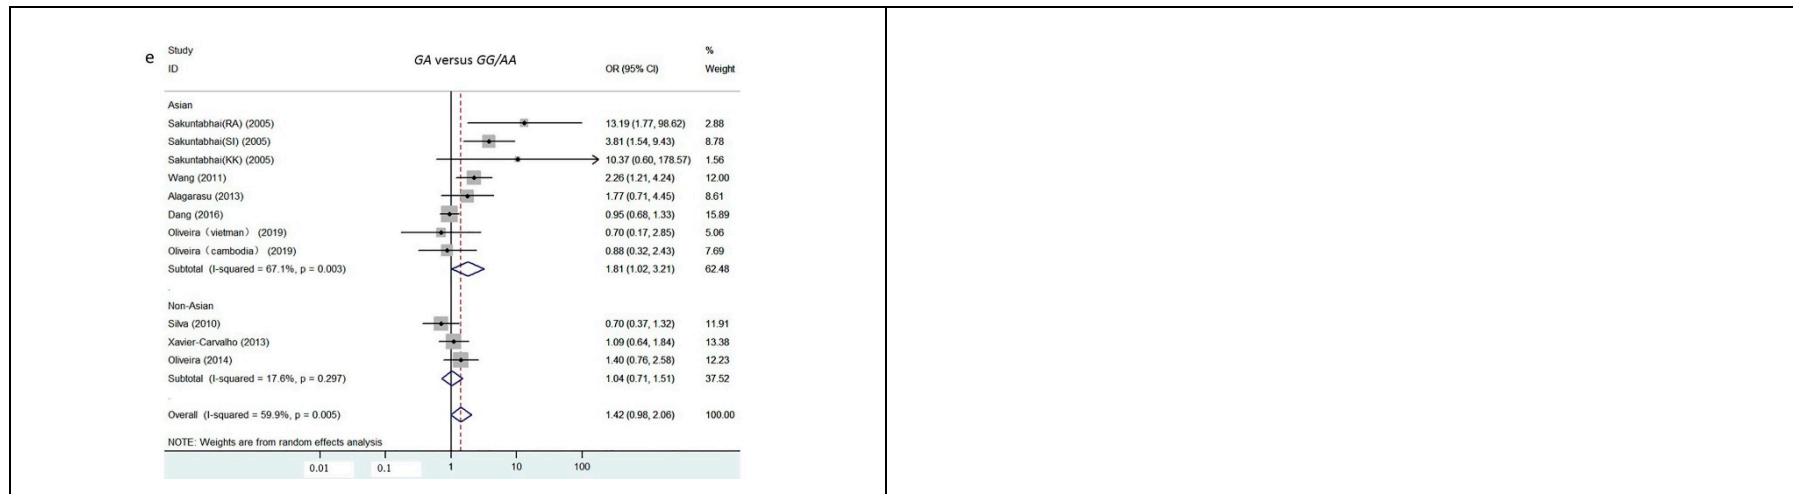 e
GA versus GG/AA
Study %
ID OR (95% CI) Weight
Asian
Sakuntabhai(RA) (2005) 13.19 (1.77, 98.62) 2.88
Sakuntabhai(SI) (2005) 3.81 (1.54, 9.43) 8.78
Sakuntabhai(KK) (2005) 10.37 (0.60, 178.57) 1.56
Wang (2011) 2.26 (1.21, 4.24) 12.00
Alagarasu (2013) 1.77 (0.71, 4.45) 8.61
Dang (2016) 0.95 (0.68, 1.33) 15.89
Oliveira（vietman） (2019) 0.70 (0.17, 2.85) 5.06
Oliveira（cambodia） (2019) 0.88 (0.32, 2.43) 7.69
Subtotal (I-squared = 67.1%, p = 0.003) 1.81 (1.02, 3.21) 62.48
.
Non-Asian
Silva (2010) 0.70 (0.37, 1.32) 11.91
Xavier-Carvalho (2013) 1.09 (0.64, 1.84) 13.38
Oliveira (2014) 1.40 (0.76, 2.58) 12.23
Subtotal (I-squared = 17.6%, p = 0.297) 1.04 (0.71, 1.51) 37.52
.
Overall (I-squared = 59.9%, p = 0.005) 1.42 (0.98, 2.06) 100.00
NOTE: Weights are from random effects analysis
0.01 0.1 1 10 100